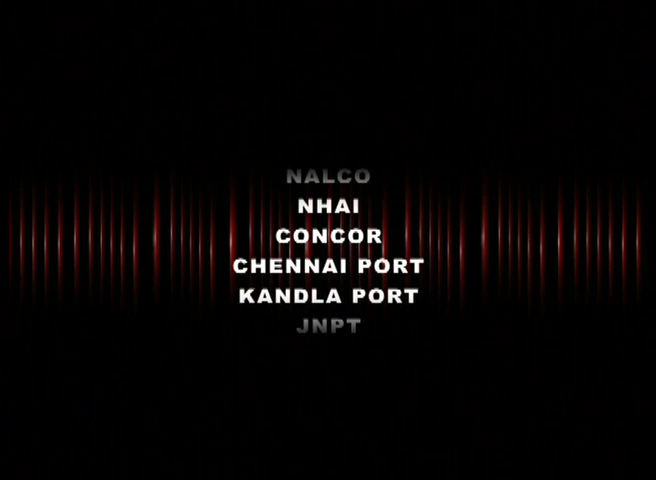 NALCO
NHAI
CONCOR
CHENNAI PORT
KANDLA PORT
JNPT